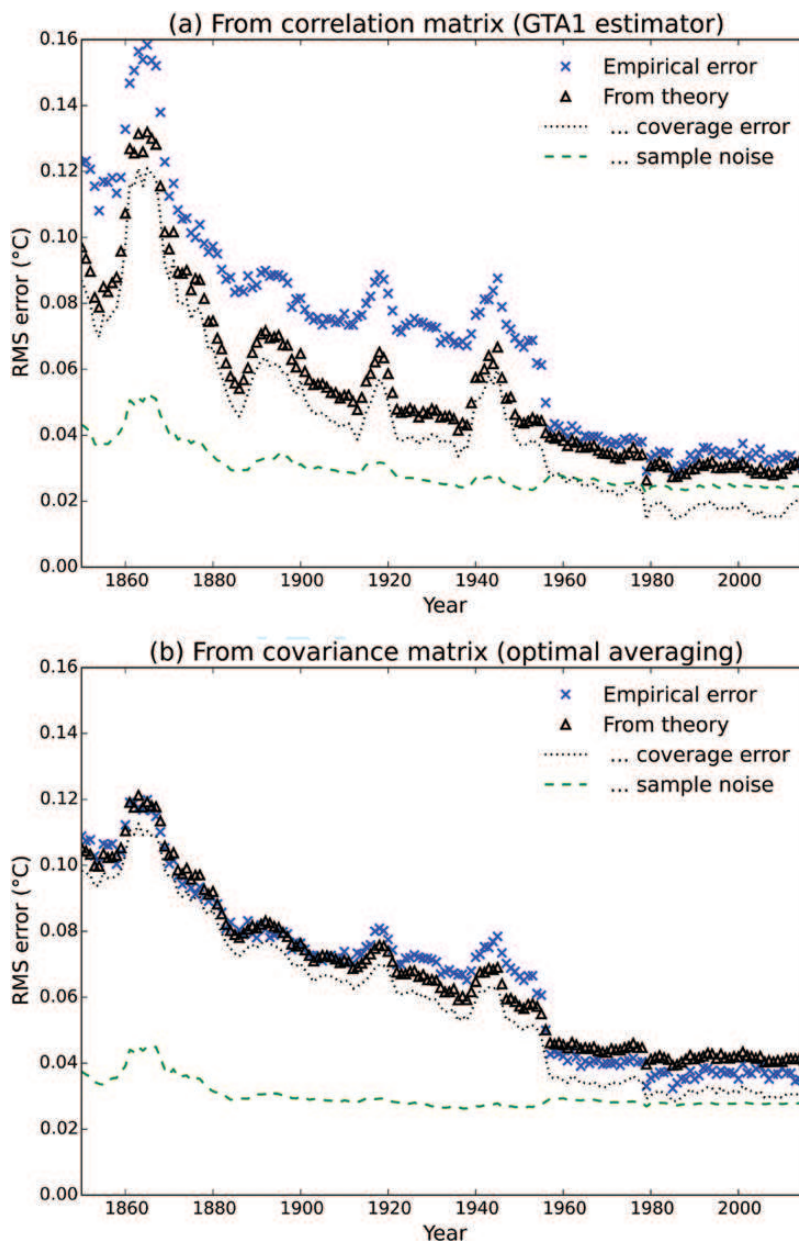 (a) From correlation matrix (GTA1 estimator)
0.16
0.14
0.12
0.10
0.08
0.06
0.04
0.02
0.00
RMS error (°C)
Empirical error
From theory
... coverage error
... sample noise
1860 1880 1900 1920 1940 1960 1980 2000
Year
(b) From covariance matrix (optimal averaging)
0.16
0.14
0.12
0.10
0.08
0.06
0.04
0.02
0.00
RMS error (°C)
Empirical error
From theory
... coverage error
... sample noise
1860 1880 1900 1920 1940 1960 1980 2000
Year